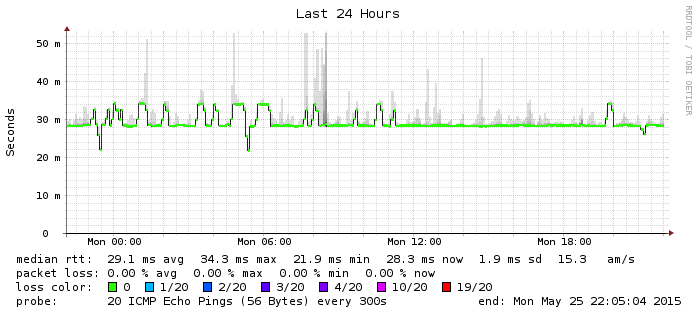 Last 24 Hours
RRDTOOL / TOBI OETIKER
Seconds
50 m
40 m
30 m
20 m
10 m
0
Mon 00:00 Mon 06:00 Mon 12:00 Mon 18:00
median rtt: 29.1 ms avg 34.3 ms max 21.9 ms min 28.3 ms now 1.9 ms sd 15.3 am/s
packet loss: 0.00 % avg 0.00 % max 0.00 % min 0.00 % now
loss color: 0 1/20 2/20 3/20 4/20 10/20 19/20
probe: 20 ICMP Echo Pings (56 Bytes) every 300s end: Mon May 25 22:05:04 2015